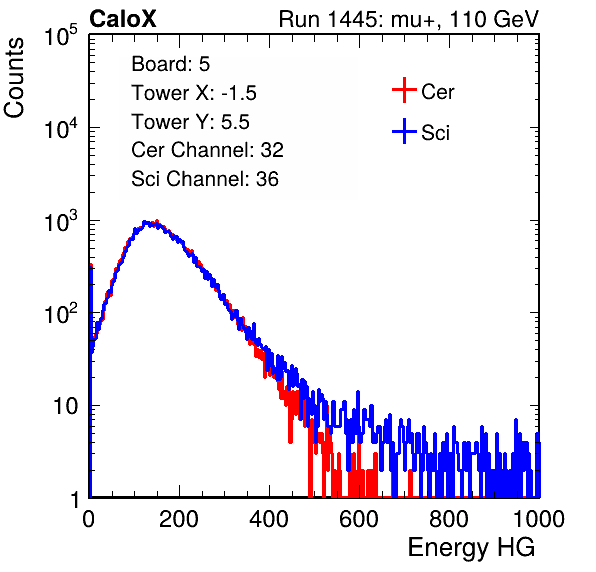 CaloX Run 1445: mu+, 110 GeV
Counts
10^5
10^4
10^3
10^2
10
1
Board: 5
Tower X: -1.5
Tower Y: 5.5
Cer Channel: 32
Sci Channel: 36
Cer
Sci
0 200 400 600 800 1000
Energy HG